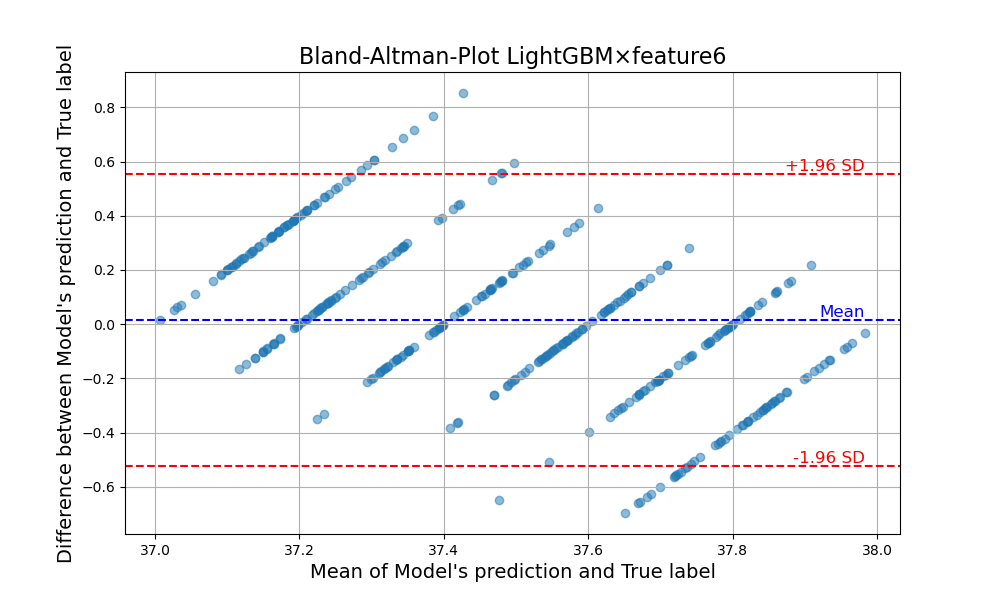 Bland-Altman-Plot LightGBM×feature6
Difference between Model's prediction and True label
0.8
0.6
0.4
0.2
0.0
−0.2
−0.4
−0.6
+1.96 SD
Mean
-1.96 SD
37.0 37.2 37.4 37.6 37.8 38.0
Mean of Model's prediction and True label